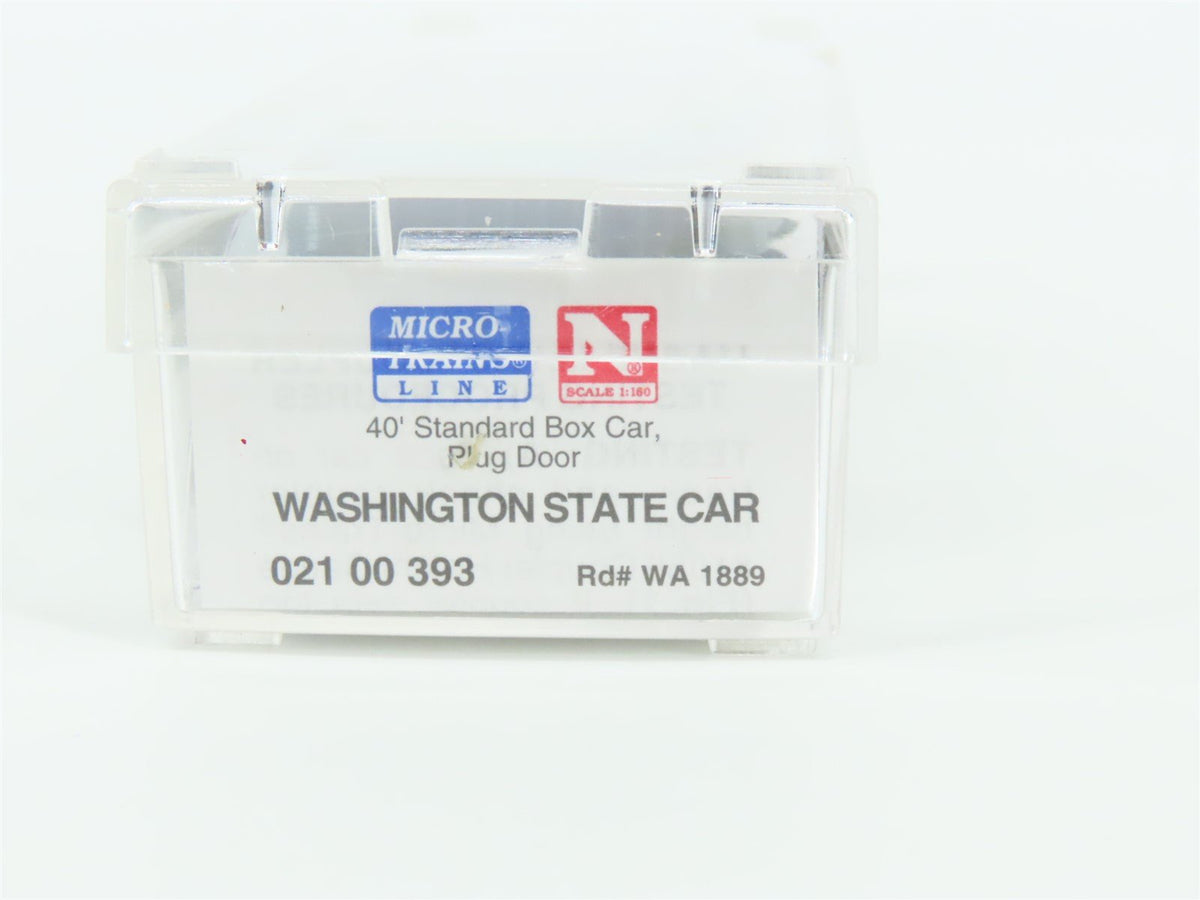 MICRO-
TRAINS®
LINE
N®
SCALE 1:160
40' Standard Box Car,
Plug Door
WASHINGTON STATE CAR
021 00 393
Rd# WA 1889